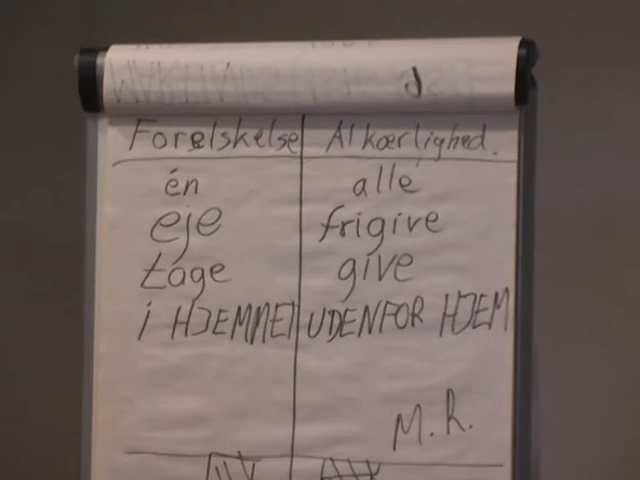 Forelskelse Alkærlighed.
én alle
eje frigive
tage give
i HJEMMET UDENFOR HJEM
M.R.